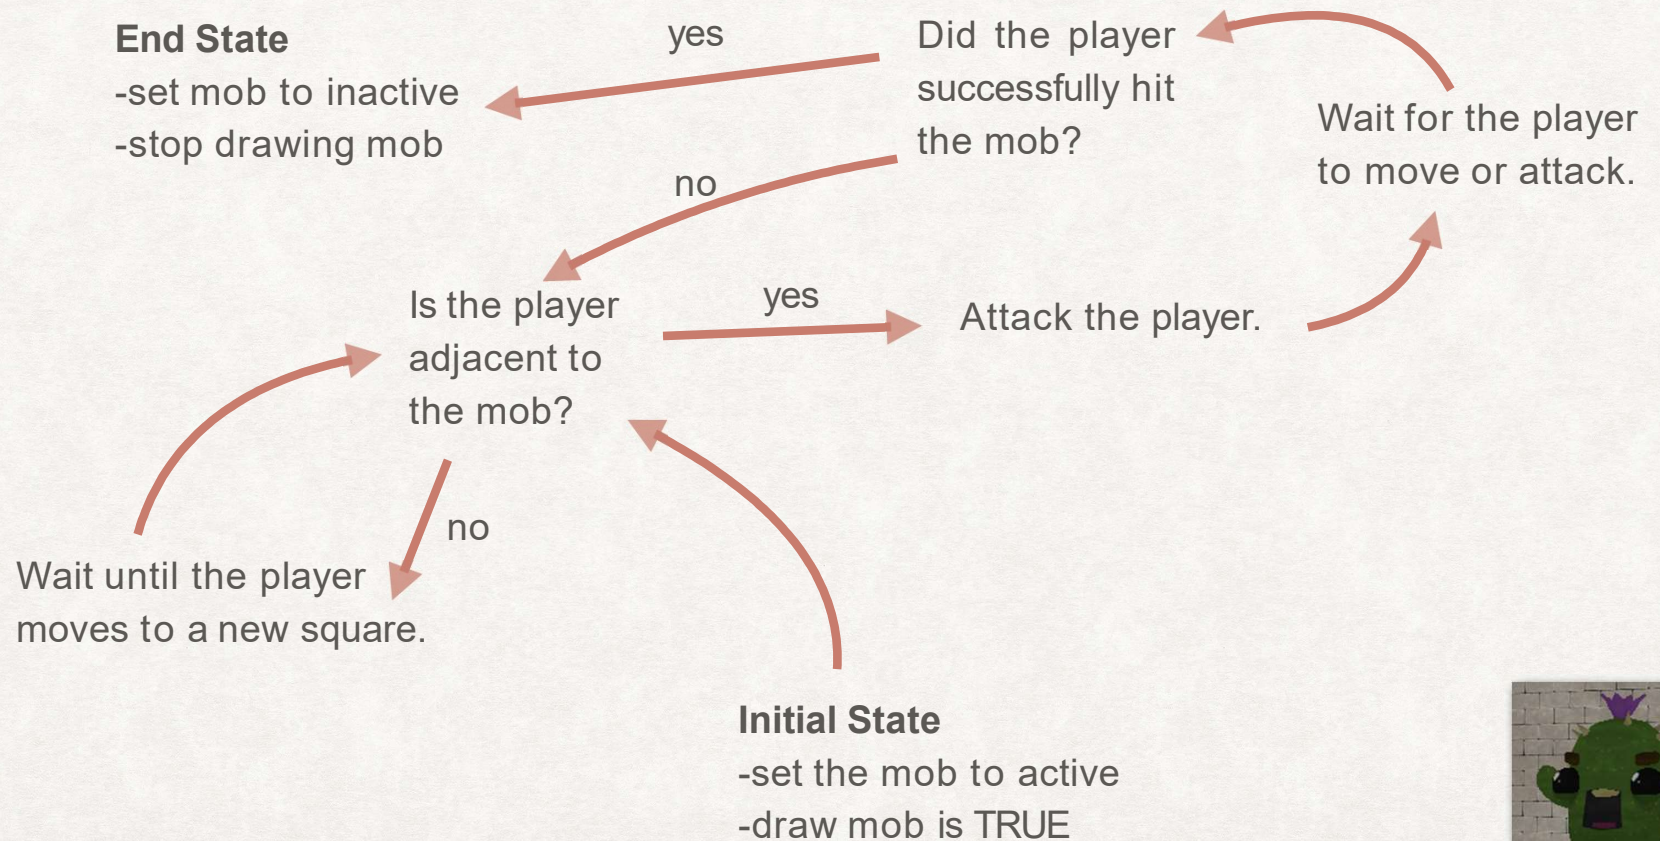 End State
-set mob to inactive
-stop drawing mob
yes
Did the player
successfully hit
the mob?
Wait for the player
to move or attack.
no
Is the player
adjacent to
the mob?
yes
Attack the player.
no
Wait until the player
moves to a new square.
Initial State
-set the mob to active
-draw mob is TRUE